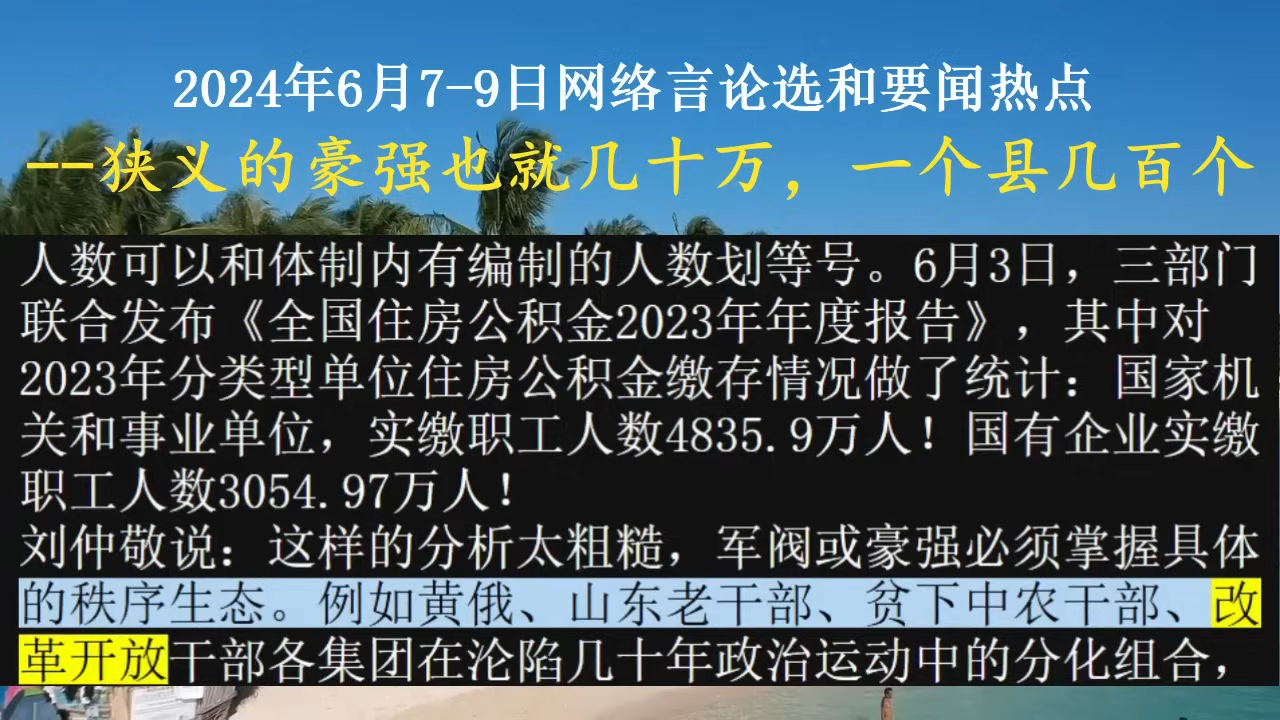 2024年6月7-9日网络言论选和要闻热点
--狭义的豪强也就几十万，一个县几百个
人数可以和体制内有编制的人数划等号。6月3日，三部门
联合发布《全国住房公积金2023年年度报告》，其中对
2023年分类型单位住房公积金缴存情况做了统计：国家机
关和事业单位，实缴职工人数4835.9万人！国有企业实缴
职工人数3054.97万人！
刘仲敬说：这样的分析太粗糙，军阀或豪强必须掌握具体
的秩序生态。例如黄俄、山东老干部、贫下中农干部、改
革开放干部各集团在沦陷几十年政治运动中的分化组合，